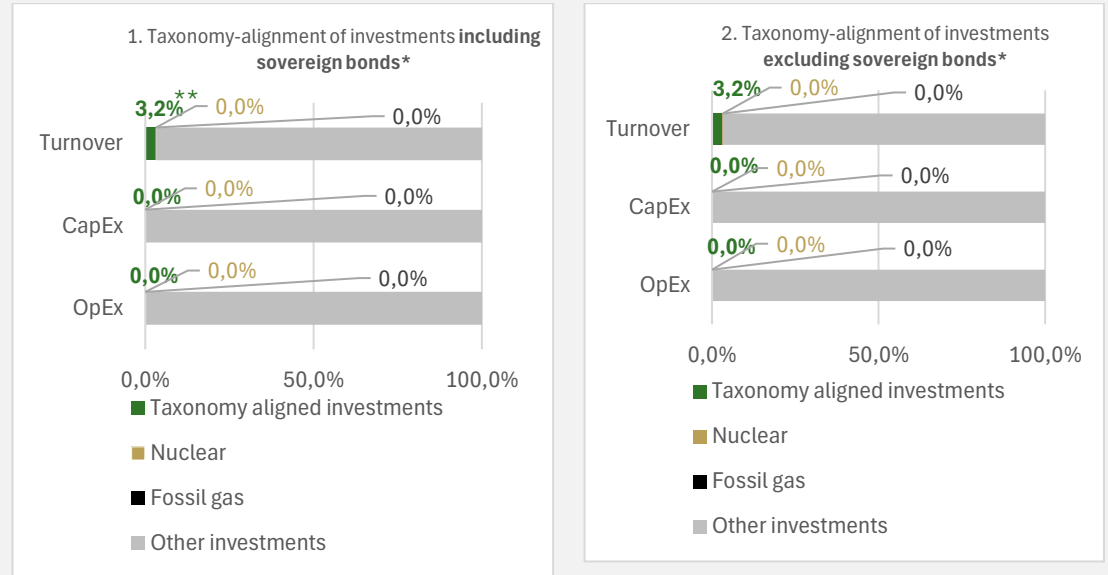 1. Taxonomy-alignment of investments including
sovereign bonds*
3,2%** 0,0% 0,0%
Turnover
0,0% 0,0% 0,0%
CapEx
0,0% 0,0% 0,0%
OpEx
0,0% 50,0% 100,0%
Taxonomy aligned investments
Nuclear
Fossil gas
Other investments
2. Taxonomy-alignment of investments
excluding sovereign bonds*
3,2% 0,0% 0,0%
Turnover
0,0% 0,0% 0,0%
CapEx
0,0% 0,0% 0,0%
OpEx
0,0% 50,0% 100,0%
Taxonomy aligned investments
Nuclear
Fossil gas
Other investments